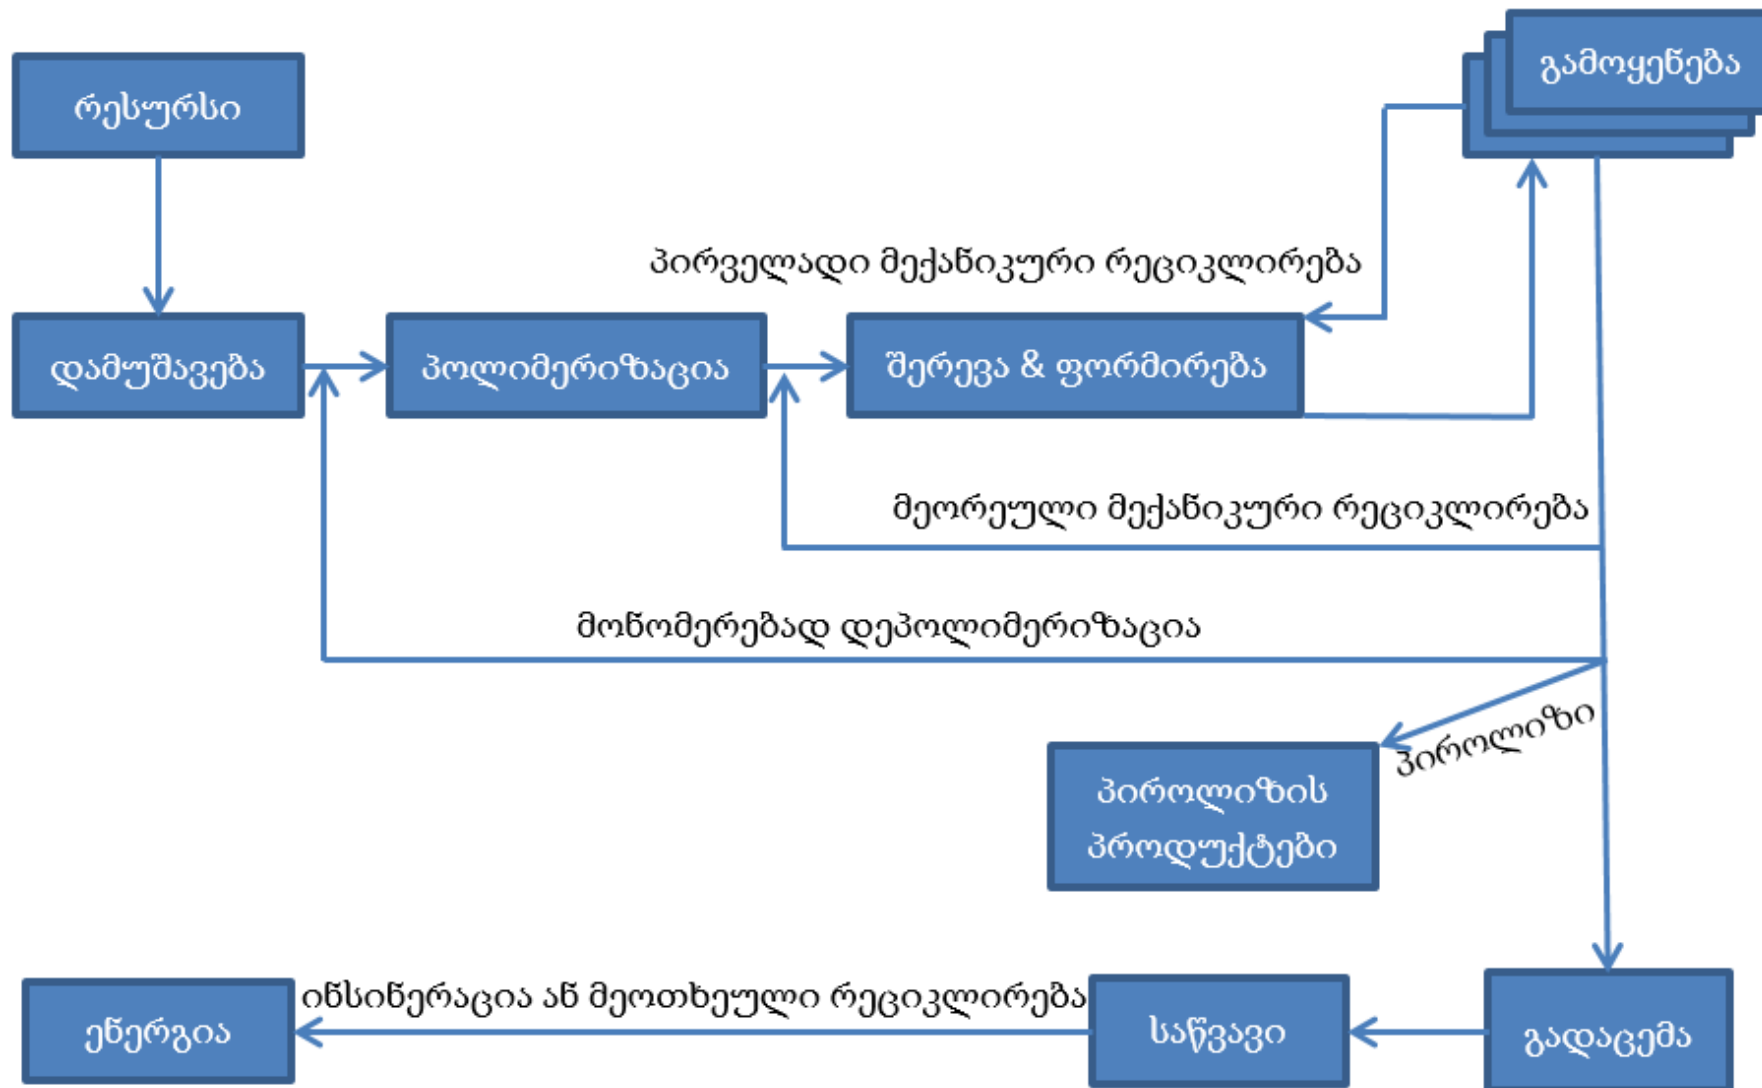 გამოყენება
რესურსი
პირველადი მექანიკური რეციკლირება
დამუშავება
პოლიმერიზაცია
შერევა & ფორმირება
მეორეული მექანიკური რეციკლირება
მონომერებად დეპოლიმერიზაცია
პიროლიზი
პიროლიზის
პროდუქტები
ენერგია
ინსინერაცია ან მეოთხეული რეციკლირება
საწვავი
გადაცემა